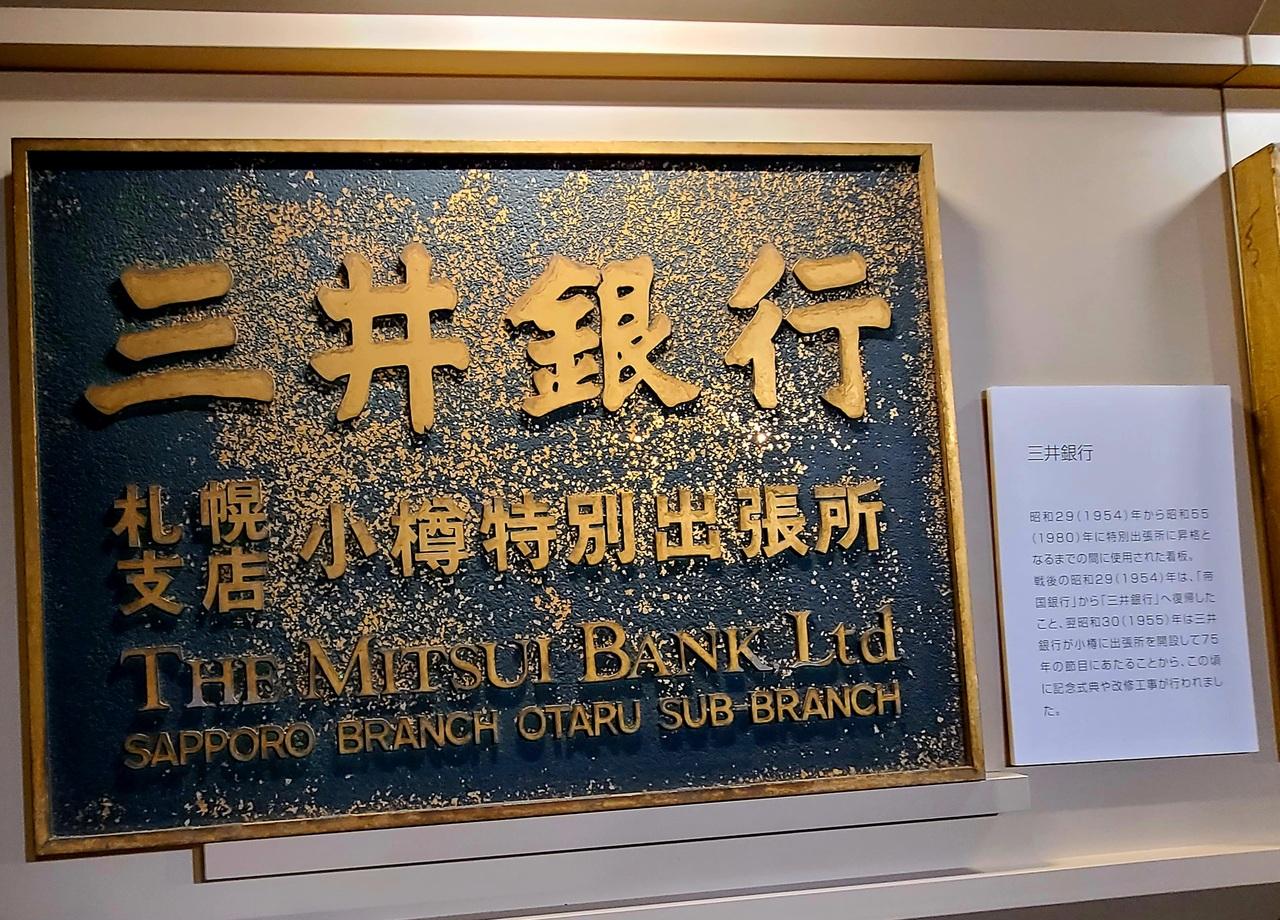 三井銀行
札幌支店 小樽特別出張所
THE MITSUI BANK Ltd
SAPPORO BRANCH OTARU SUB-BRANCH
三井銀行
昭和29(1954)年から昭和55
(1980)年に特別出張所に昇格と
なるまでの間に使用された看板。
戦後の昭和29(1954)年は、「帝
国銀行」から「三井銀行」へ復帰した
こと、翌昭和30(1955)年は三井
銀行が小樽に出張所を開設して75
年の節目にあたることから、この頃
に記念式典や改修工事が行われまし
た。